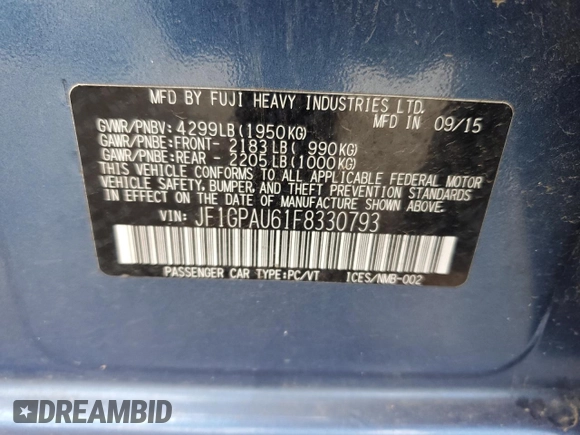 MFD BY FUJI HEAVY INDUSTRIES LTD.
MFD IN 09/15
GVWR/PNBV: 4299LB(1950KG)
GAWR/PNBE:FRONT- 2183LB( 990KG)
GAWR/PNBE:REAR - 2205LB(1000KG)
THIS VEHICLE CONFORMS TO ALL APPLICABLE FEDERAL MOTOR
VEHICLE SAFETY, BUMPER, AND THEFT PREVENTION STANDARDS
IN EFFECT ON THE DATE OF MANUFACTURE SHOWN ABOVE.
VIN: JF1GPAU61F8330793
PASSENGER CAR TYPE:PC/VT ICES/NMB-002
DREAMBID